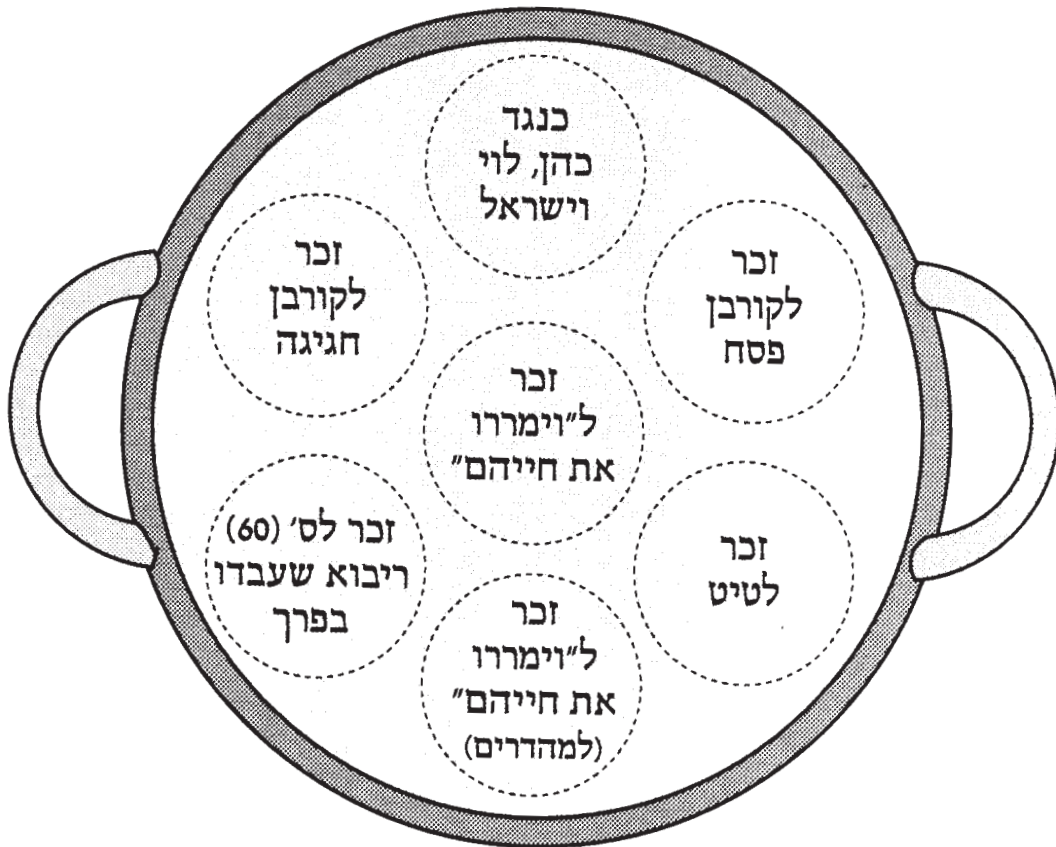 כנגד
כהן, לוי
וישראל
זכר
לקורבן
פסח
זכר
לקורבן
חגיגה
זכר
ל״וימררו
את חייהם״
זכר
לטיט
זכר לס׳ (60)
ריבוא שעבדו
בפרך
זכר
ל״וימררו
את חייהם״
(למהדרים)